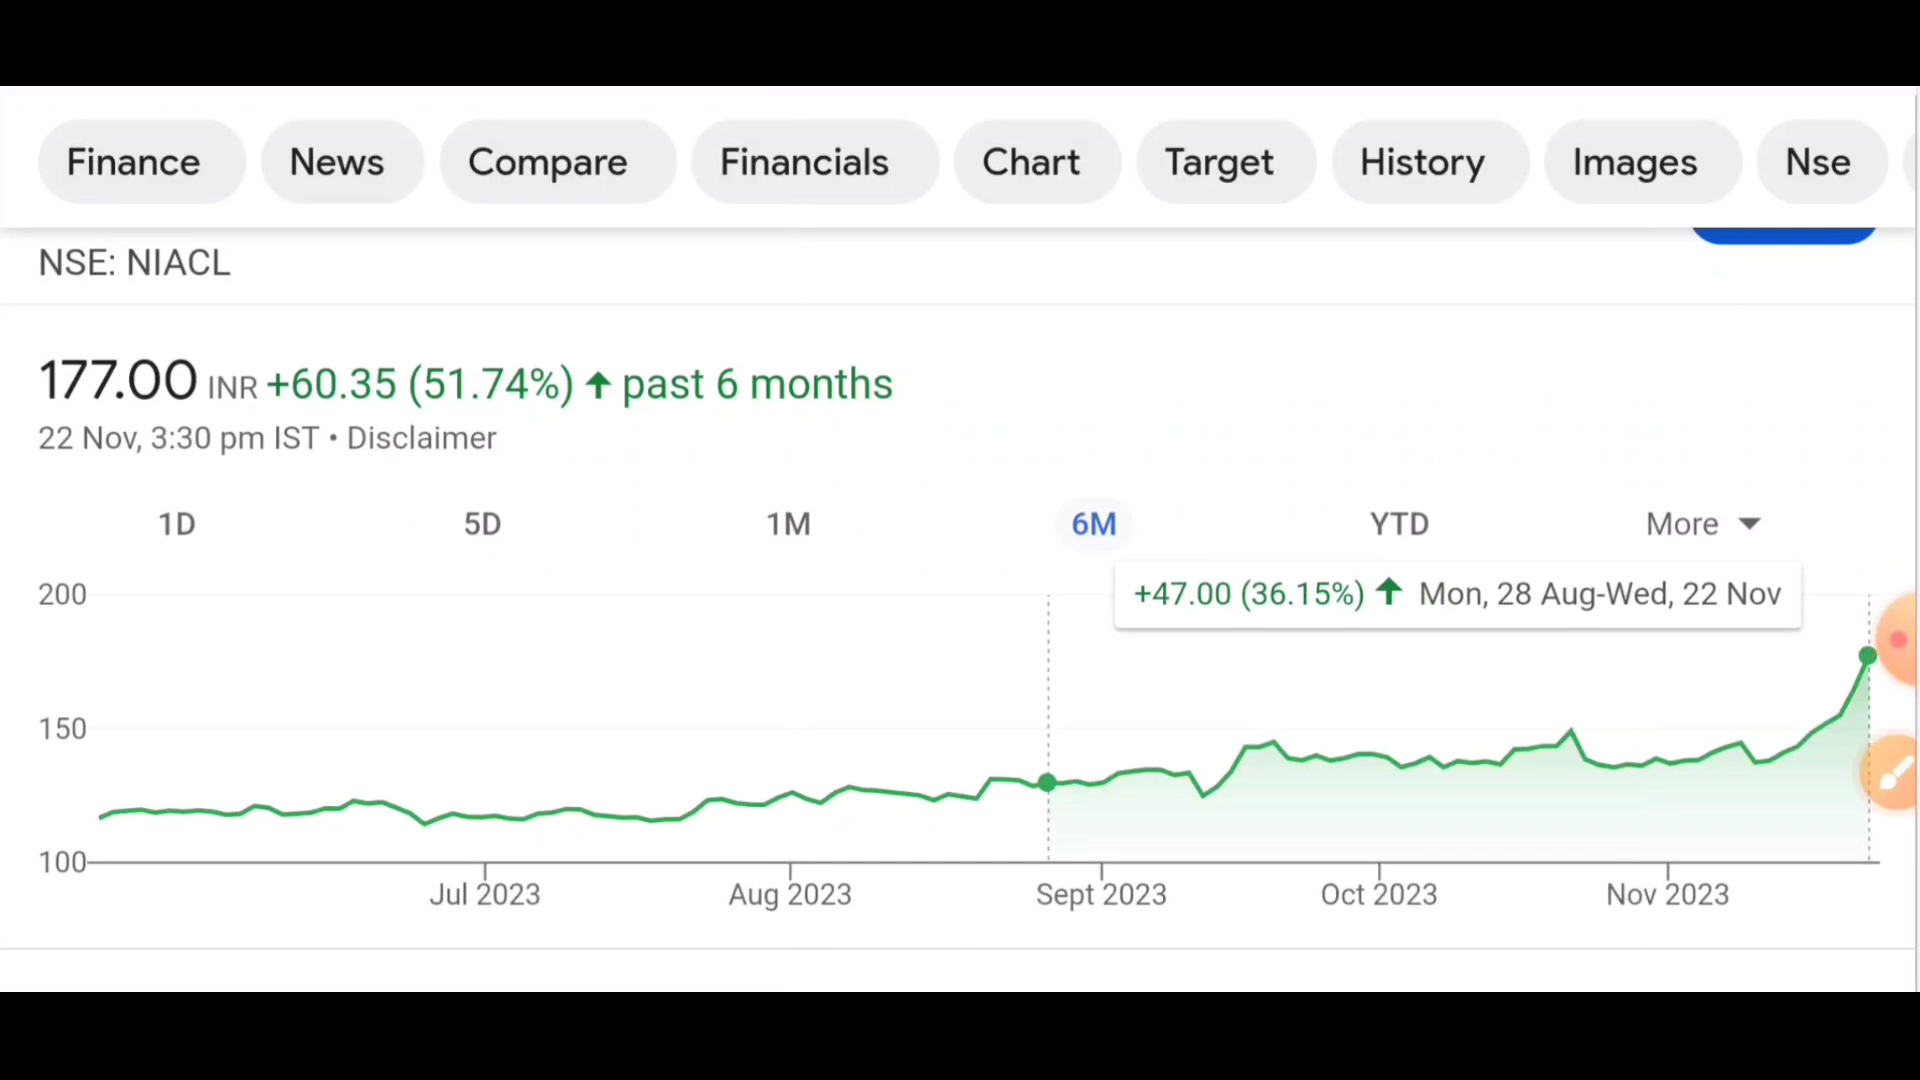 Finance News Compare Financials Chart Target History Images Nse
NSE: NIACL
177.00 INR +60.35 (51.74%) ↑ past 6 months
22 Nov, 3:30 pm IST • Disclaimer
1D 5D 1M 6M YTD More
+47.00 (36.15%) ↑ Mon, 28 Aug-Wed, 22 Nov
200
150
100
Jul 2023 Aug 2023 Sept 2023 Oct 2023 Nov 2023